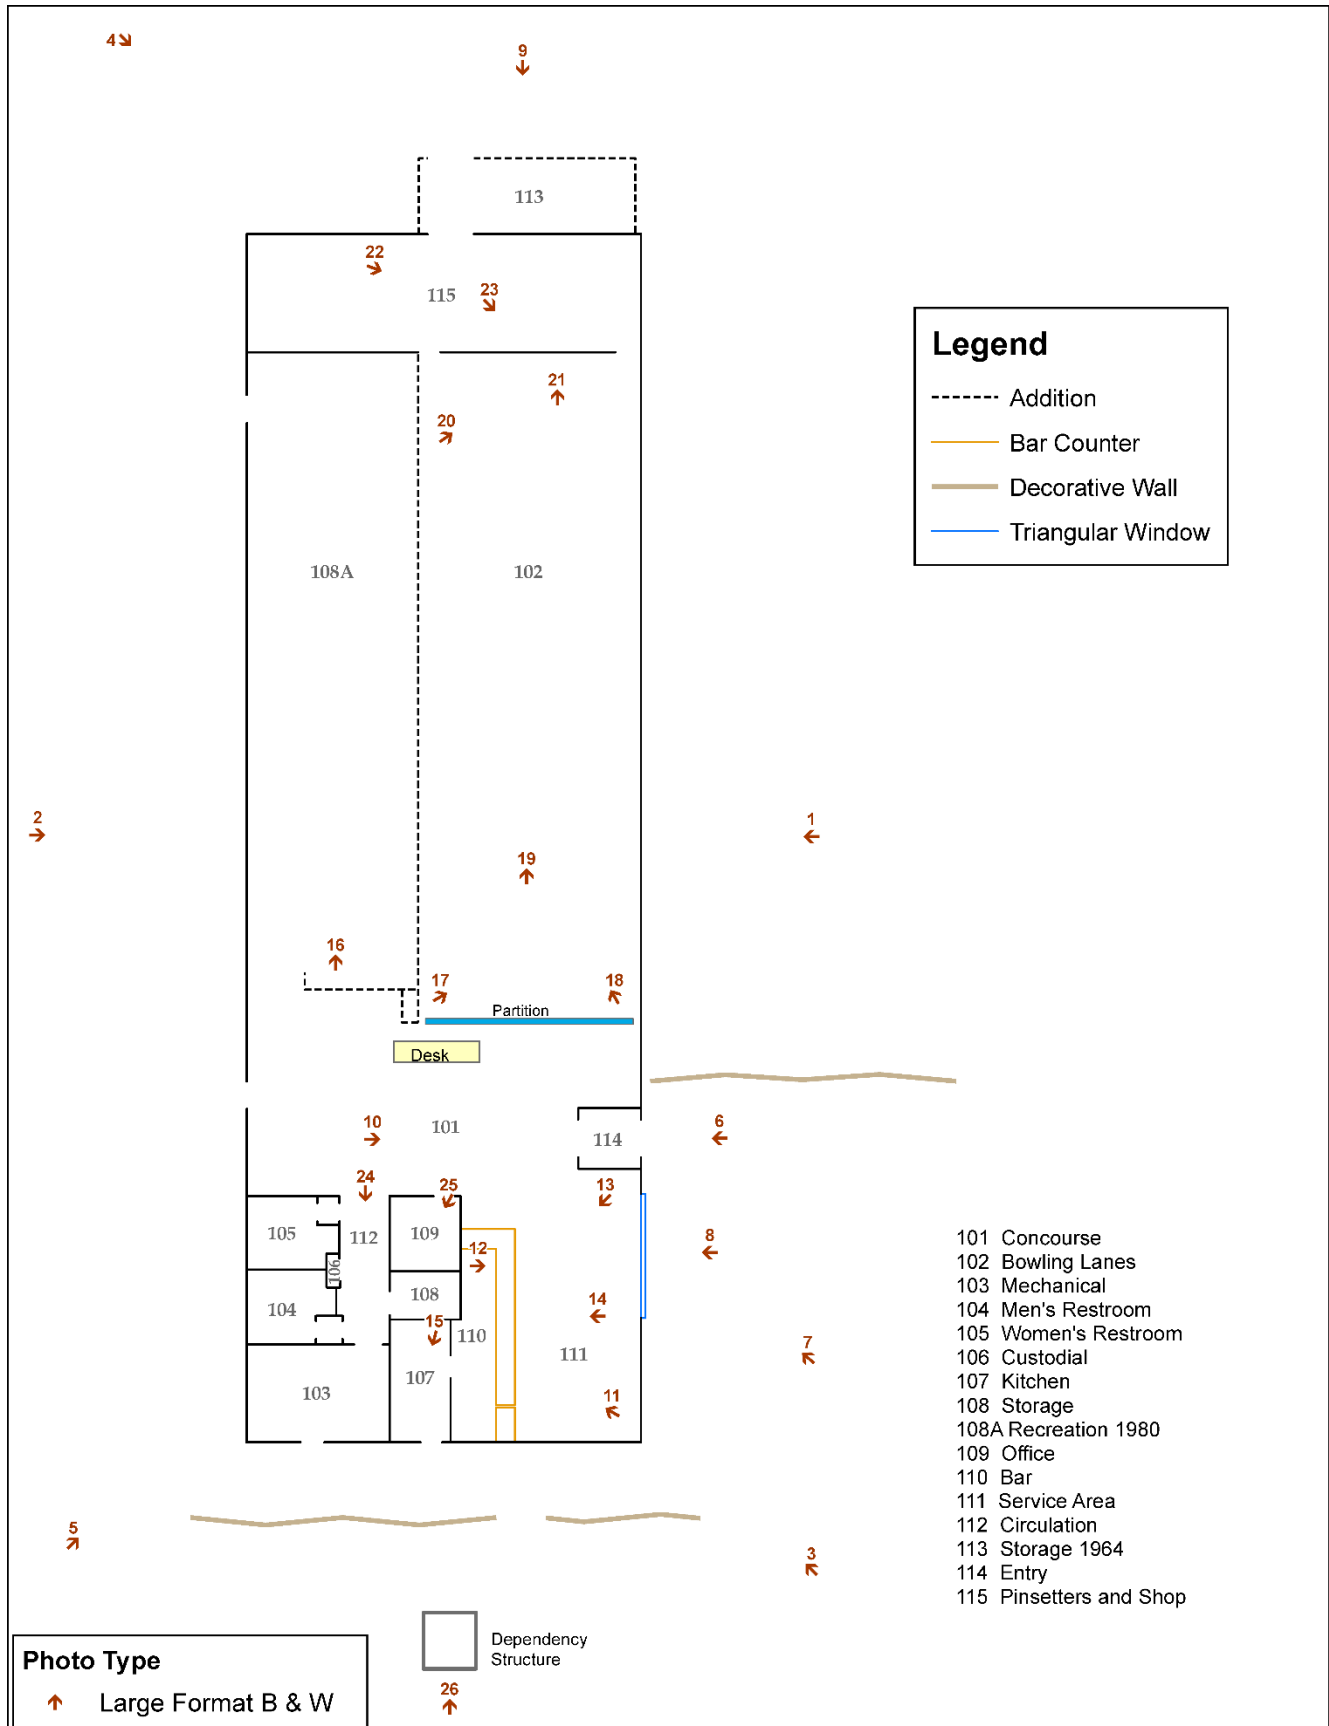 4
9
113
22
115
23
21
20
Legend
Addition
Bar Counter
Decorative Wall
Triangular Window
108A
102
2
1
19
16
17
18
Partition
Desk
10
101
6
114
24
25
13
105
112
109
8
12
106
104
108
14
15
110
7
111
107
103
11
101 Concourse
102 Bowling Lanes
103 Mechanical
104 Men's Restroom
105 Women's Restroom
106 Custodial
107 Kitchen
108 Storage
108A Recreation 1980
109 Office
110 Bar
111 Service Area
112 Circulation
113 Storage 1964
114 Entry
115 Pinsetters and Shop
5
3
Dependency
Structure
Photo Type
Large Format B & W
26